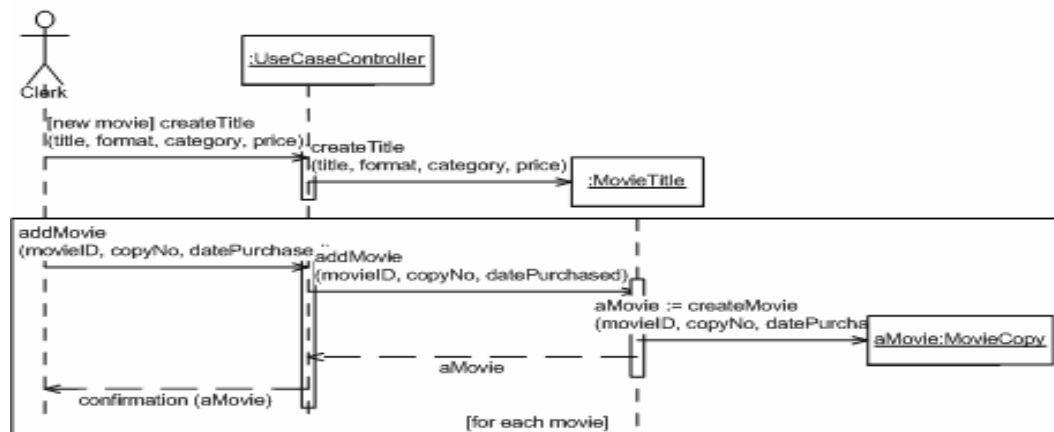 :UseCaseController
Clerk
[new movie] createTitle
(title, format, category, price)
createTitle
(title, format, category, price)
:MovieTitle
addMovie
(movieID, copyNo, datePurchase
addMovie
(movieID, copyNo, datePurchased)
aMovie := createMovie
(movieID, copyNo, datePurcha
aMovie:MovieCopy
aMovie
confirmation (aMovie)
[for each movie]